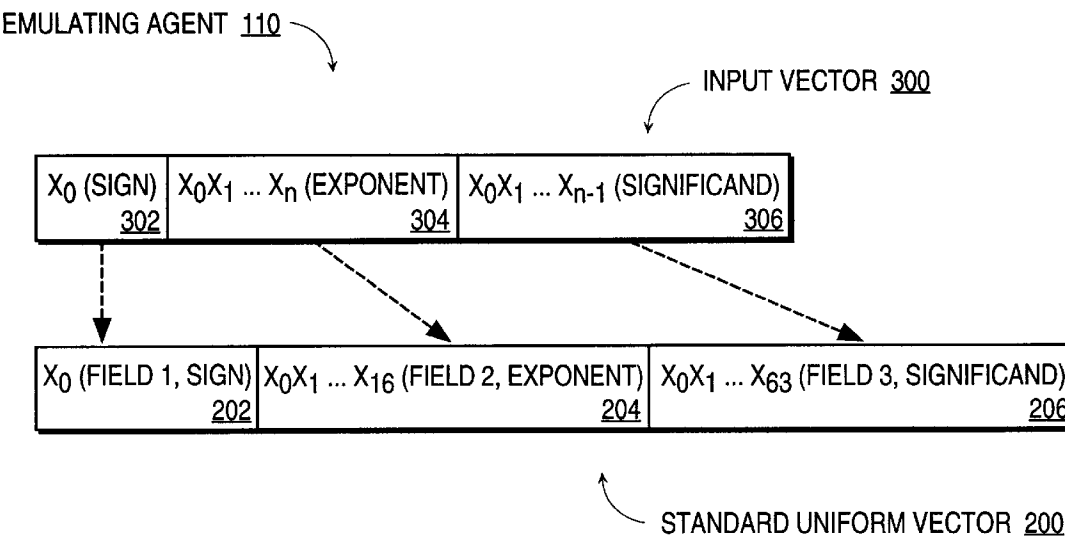 EMULATING AGENT 110
INPUT VECTOR 300
X0 (SIGN) X0X1 ... Xn (EXPONENT) X0X1 ... Xn-1 (SIGNIFICAND)
302 304 306
X0 (FIELD 1, SIGN) X0X1 ... X16 (FIELD 2, EXPONENT) X0X1 ... X63 (FIELD 3, SIGNIFICAND)
202 204 206
STANDARD UNIFORM VECTOR 200